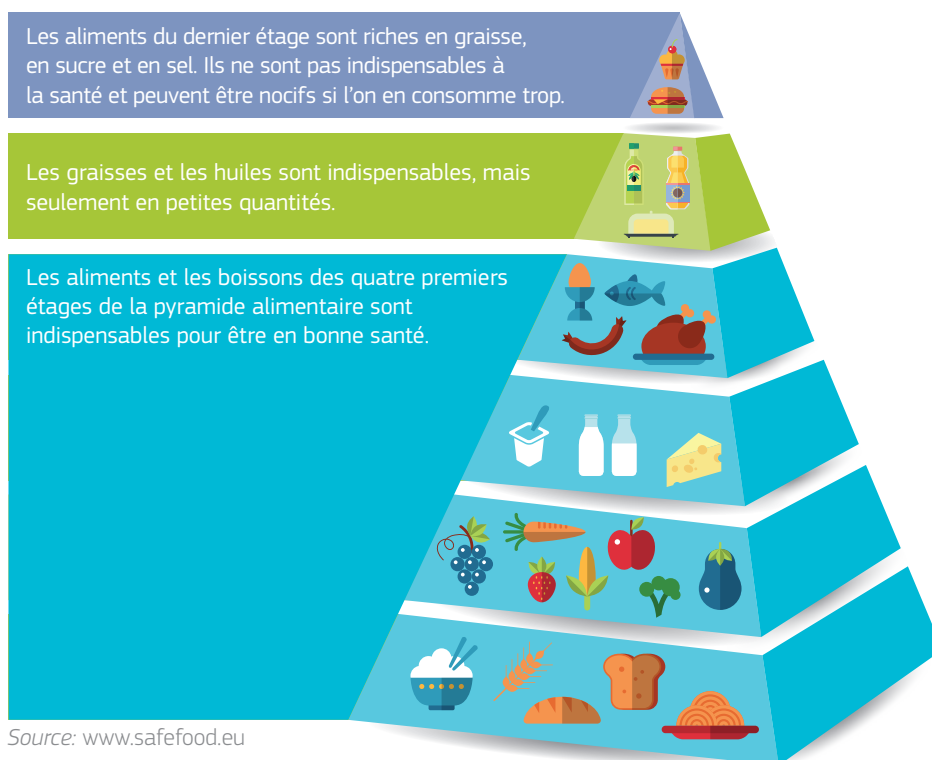 Les aliments du dernier étage sont riches en graisse,
en sucre et en sel. Ils ne sont pas indispensables à
la santé et peuvent être nocifs si l'on en consomme trop.
Les graisses et les huiles sont indispensables, mais
seulement en petites quantités.
Les aliments et les boissons des quatre premiers
étages de la pyramide alimentaire sont
indispensables pour être en bonne santé.
Source: www.safefood.eu